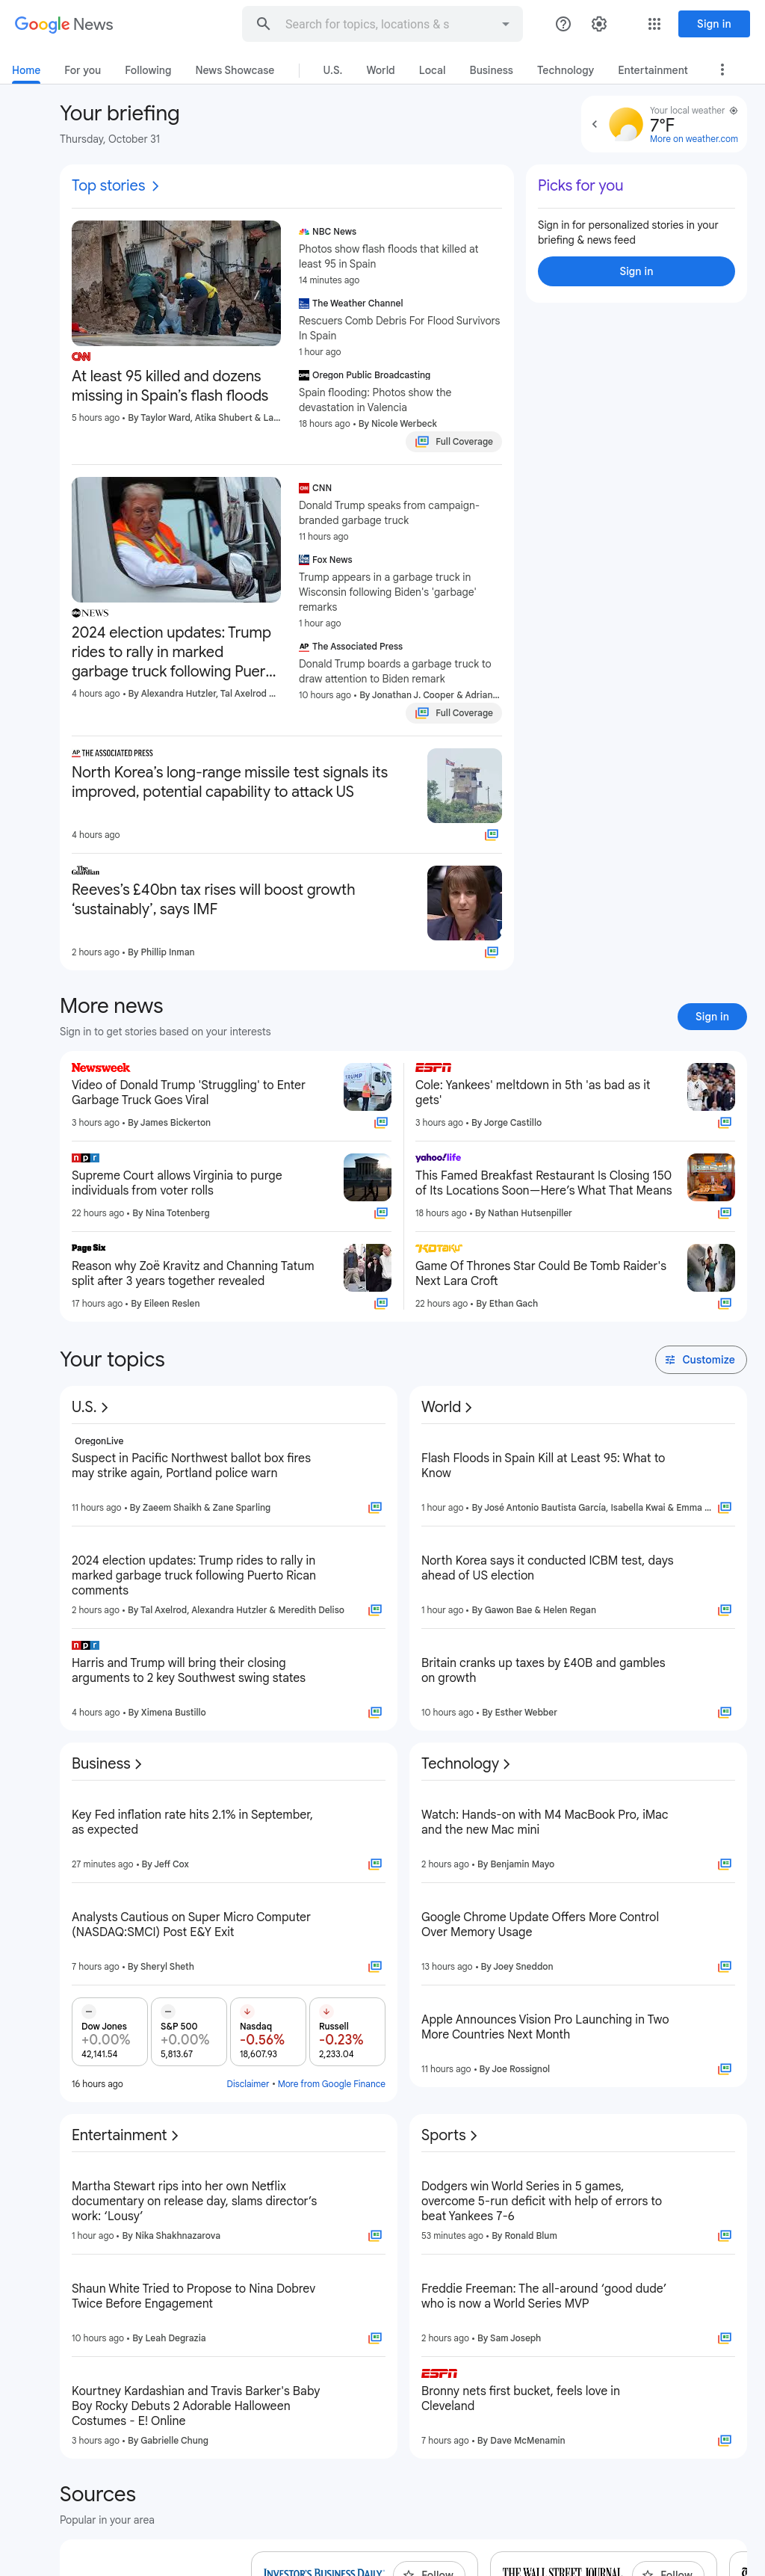 Google News
Search for topics, locations & s
Sign in
Home
For you
Following
News Showcase
U.S.
World
Local
Business
Technology
Entertainment
Your briefing
Thursday, October 31
Your local weather
7°F
More on weather.com
Top stories
CNN
At least 95 killed and dozens
missing in Spain's flash floods
5 hours ago • By Taylor Ward, Atika Shubert & La...
NBC News
Photos show flash floods that killed at
least 95 in Spain
14 minutes ago
The Weather Channel
Rescuers Comb Debris For Flood Survivors
In Spain
1 hour ago
Oregon Public Broadcasting
Spain flooding: Photos show the
devastation in Valencia
18 hours ago • By Nicole Werbeck
Full Coverage
abc NEWS
2024 election updates: Trump
rides to rally in marked
garbage truck following Puer...
4 hours ago • By Alexandra Hutzler, Tal Axelrod ...
CNN
Donald Trump speaks from campaign-
branded garbage truck
11 hours ago
Fox News
Trump appears in a garbage truck in
Wisconsin following Biden's 'garbage'
remarks
1 hour ago
AP The Associated Press
Donald Trump boards a garbage truck to
draw attention to Biden remark
10 hours ago • By Jonathan J. Cooper & Adrian...
Full Coverage
AP THE ASSOCIATED PRESS
North Korea's long-range missile test signals its
improved, potential capability to attack US
4 hours ago
The Guardian
Reeves's £40bn tax rises will boost growth
'sustainably', says IMF
2 hours ago • By Phillip Inman
Picks for you
Sign in for personalized stories in your
briefing & news feed
Sign in
More news
Sign in to get stories based on your interests
Sign in
Newsweek
Video of Donald Trump 'Struggling' to Enter
Garbage Truck Goes Viral
3 hours ago • By James Bickerton
ESPN
Cole: Yankees' meltdown in 5th 'as bad as it
gets'
3 hours ago • By Jorge Castillo
npr
Supreme Court allows Virginia to purge
individuals from voter rolls
22 hours ago • By Nina Totenberg
yahoo!life
This Famed Breakfast Restaurant Is Closing 150
of Its Locations Soon—Here's What That Means
18 hours ago • By Nathan Hutsenpiller
Page Six
Reason why Zoë Kravitz and Channing Tatum
split after 3 years together revealed
17 hours ago • By Eileen Reslen
KOTAKU
Game Of Thrones Star Could Be Tomb Raider's
Next Lara Croft
22 hours ago • By Ethan Gach
Your topics
Customize
U.S.
OregonLive
Suspect in Pacific Northwest ballot box fires
may strike again, Portland police warn
11 hours ago • By Zaeem Shaikh & Zane Sparling
2024 election updates: Trump rides to rally in
marked garbage truck following Puerto Rican
comments
2 hours ago • By Tal Axelrod, Alexandra Hutzler & Meredith Deliso
npr
Harris and Trump will bring their closing
arguments to 2 key Southwest swing states
4 hours ago • By Ximena Bustillo
World
Flash Floods in Spain Kill at Least 95: What to
Know
1 hour ago • By José Antonio Bautista García, Isabella Kwai & Emma ...
North Korea says it conducted ICBM test, days
ahead of US election
1 hour ago • By Gawon Bae & Helen Regan
Britain cranks up taxes by £40B and gambles
on growth
10 hours ago • By Esther Webber
Business
Key Fed inflation rate hits 2.1% in September,
as expected
27 minutes ago • By Jeff Cox
Analysts Cautious on Super Micro Computer
(NASDAQ:SMCI) Post E&Y Exit
7 hours ago • By Sheryl Sheth
Dow Jones
+0.00%
42,141.54
S&P 500
+0.00%
5,813.67
Nasdaq
-0.56%
18,607.93
Russell
-0.23%
2,233.04
16 hours ago
Disclaimer • More from Google Finance
Technology
Watch: Hands-on with M4 MacBook Pro, iMac
and the new Mac mini
2 hours ago • By Benjamin Mayo
Google Chrome Update Offers More Control
Over Memory Usage
13 hours ago • By Joey Sneddon
Apple Announces Vision Pro Launching in Two
More Countries Next Month
11 hours ago • By Joe Rossignol
Entertainment
Martha Stewart rips into her own Netflix
documentary on release day, slams director's
work: 'Lousy'
1 hour ago • By Nika Shakhnazarova
Shaun White Tried to Propose to Nina Dobrev
Twice Before Engagement
10 hours ago • By Leah Degrazia
Kourtney Kardashian and Travis Barker's Baby
Boy Rocky Debuts 2 Adorable Halloween
Costumes - E! Online
3 hours ago • By Gabrielle Chung
Sports
Dodgers win World Series in 5 games,
overcome 5-run deficit with help of errors to
beat Yankees 7-6
53 minutes ago • By Ronald Blum
Freddie Freeman: The all-around 'good dude'
who is now a World Series MVP
2 hours ago • By Sam Joseph
ESPN
Bronny nets first bucket, feels love in
Cleveland
7 hours ago • By Dave McMenamin
Sources
Popular in your area
INVESTOR'S BUSINESS DAILY
Follow
THE WALL STREET JOURNAL
Follow